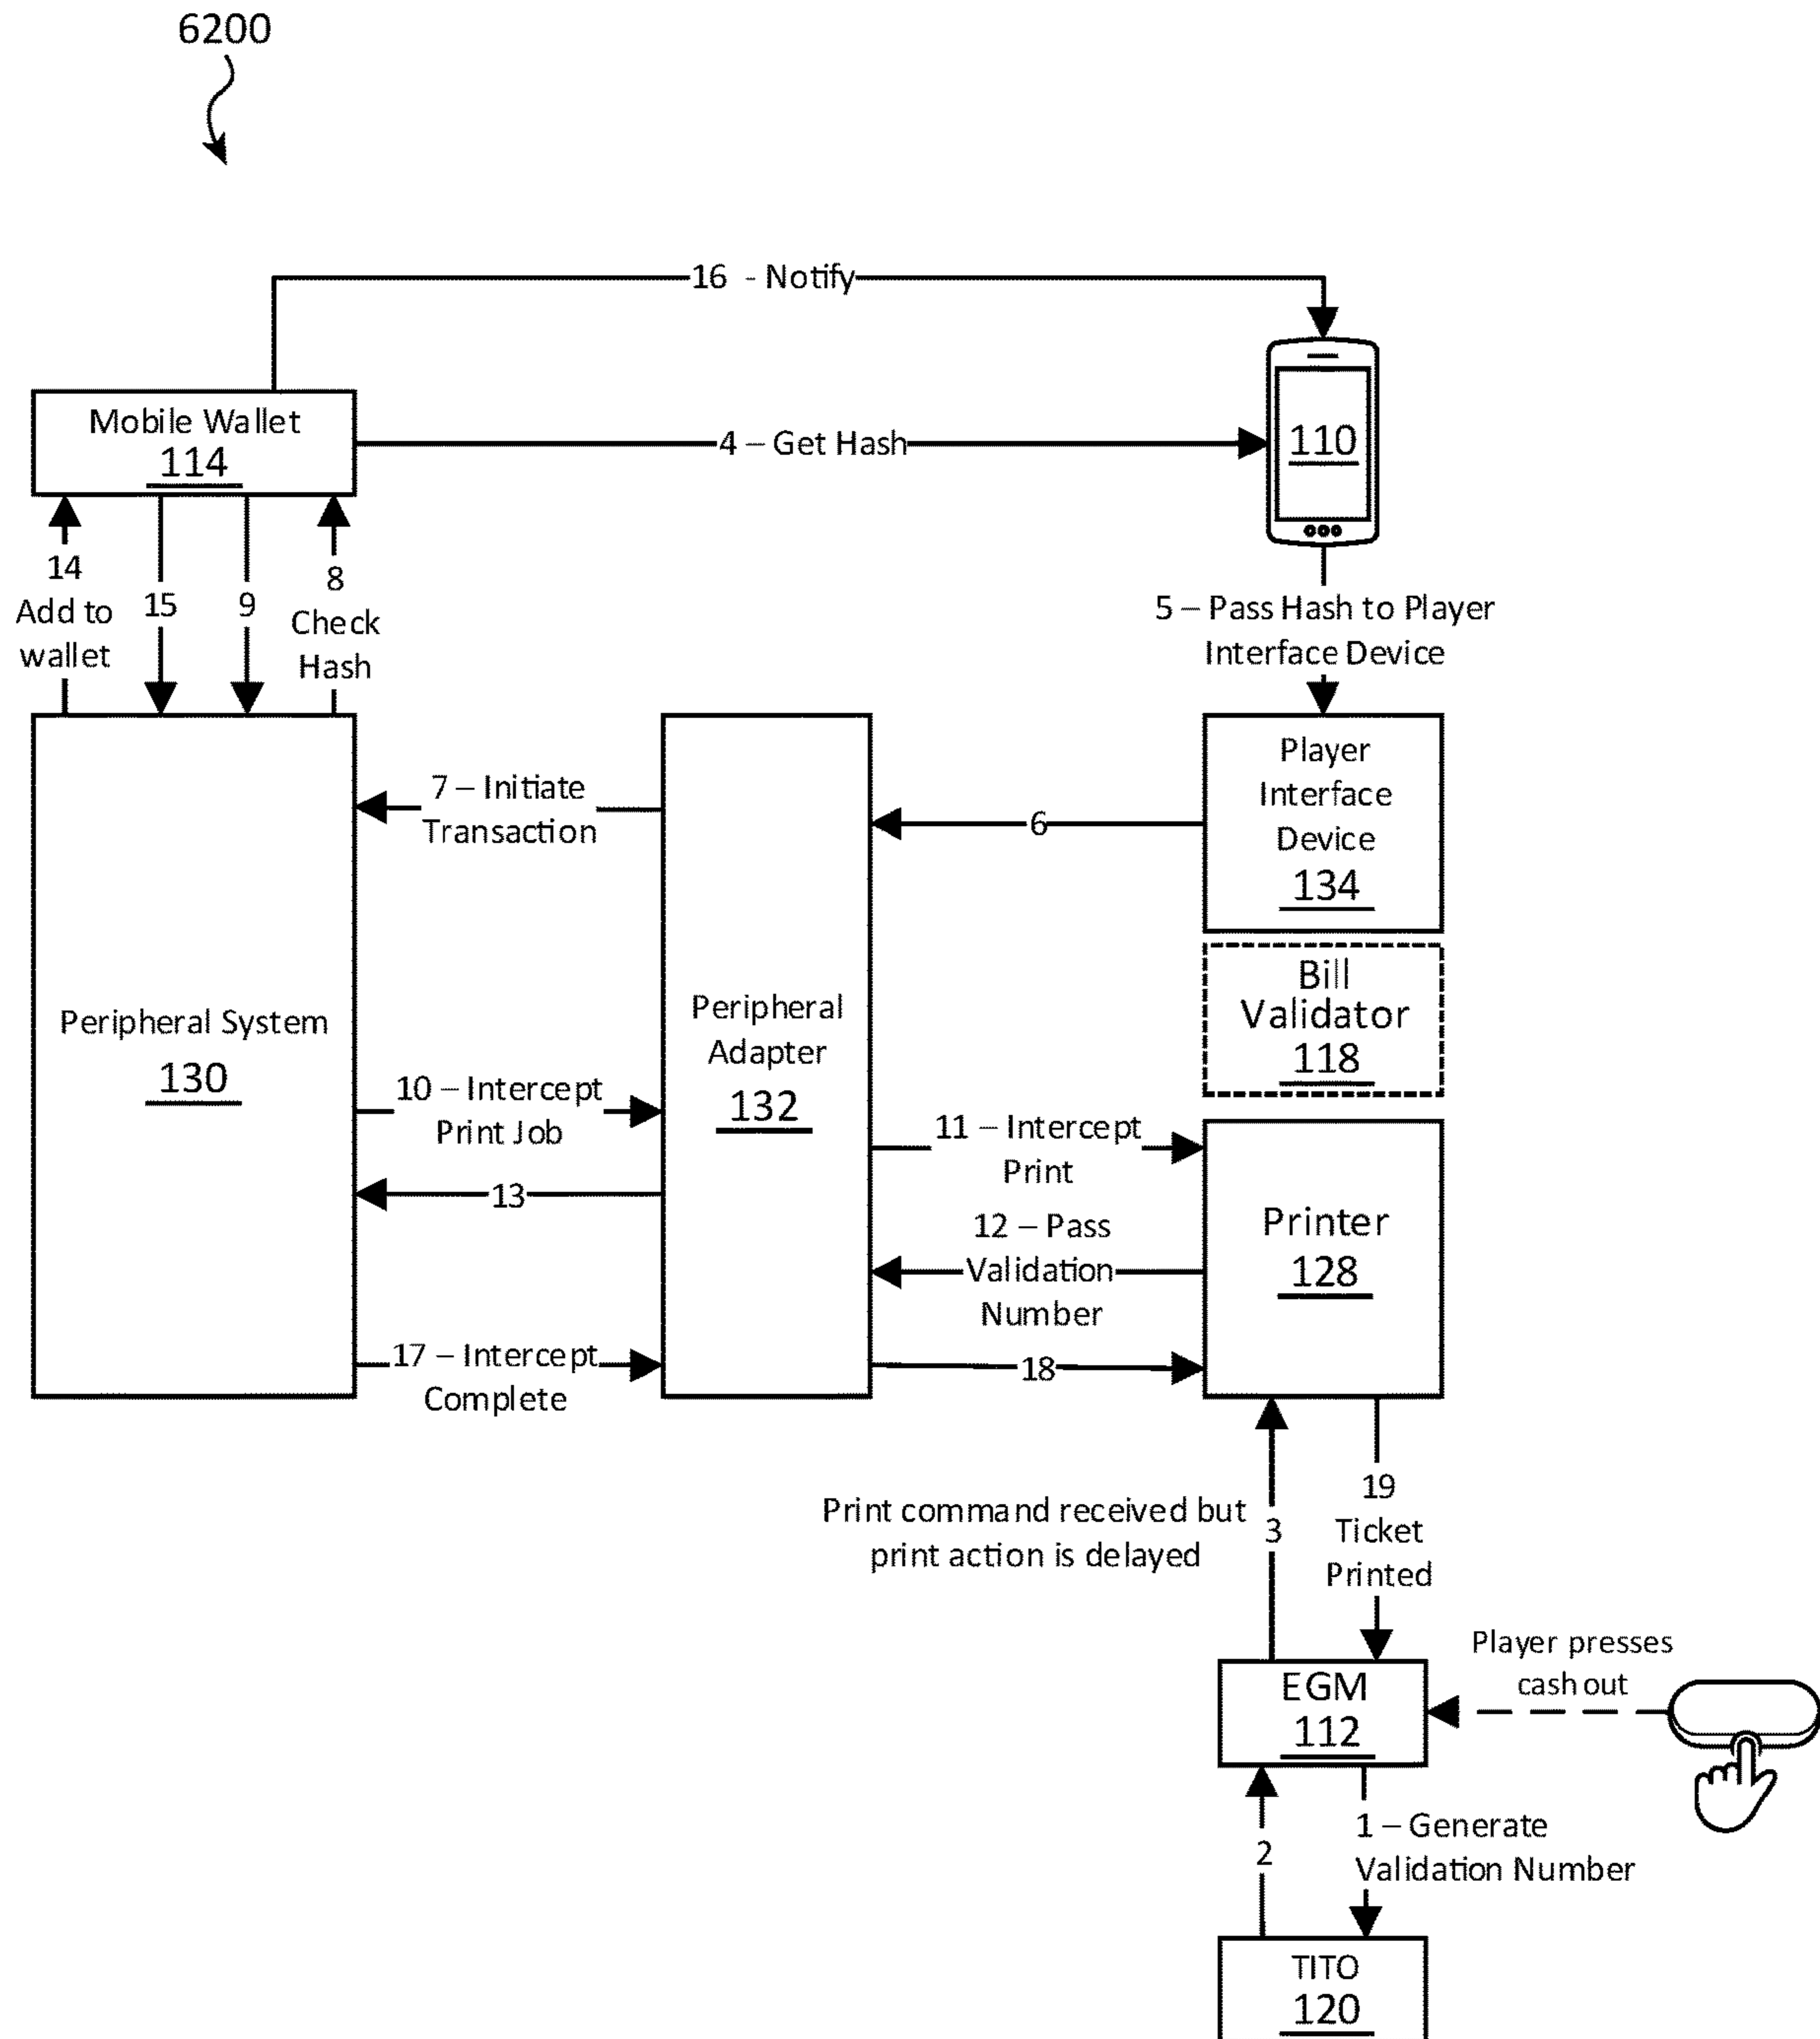 6200
16 - Notify
Mobile Wallet
114
4 – Get Hash
110
14
Add to
wallet
15
9
8
Check
Hash
5 – Pass Hash to Player
Interface Device
Player
Interface
Device
134
7 – Initiate
Transaction
6
Bill
Validator
118
Peripheral System
130
Peripheral
Adapter
132
10 – Intercept
Print Job
11 – Intercept
Print
13
12 – Pass
Validation
Number
Printer
128
17 – Intercept
Complete
18
Print command received but
print action is delayed
3
19
Ticket
Printed
Player presses
cash out
EGM
112
2
1 – Generate
Validation Number
TITO
120